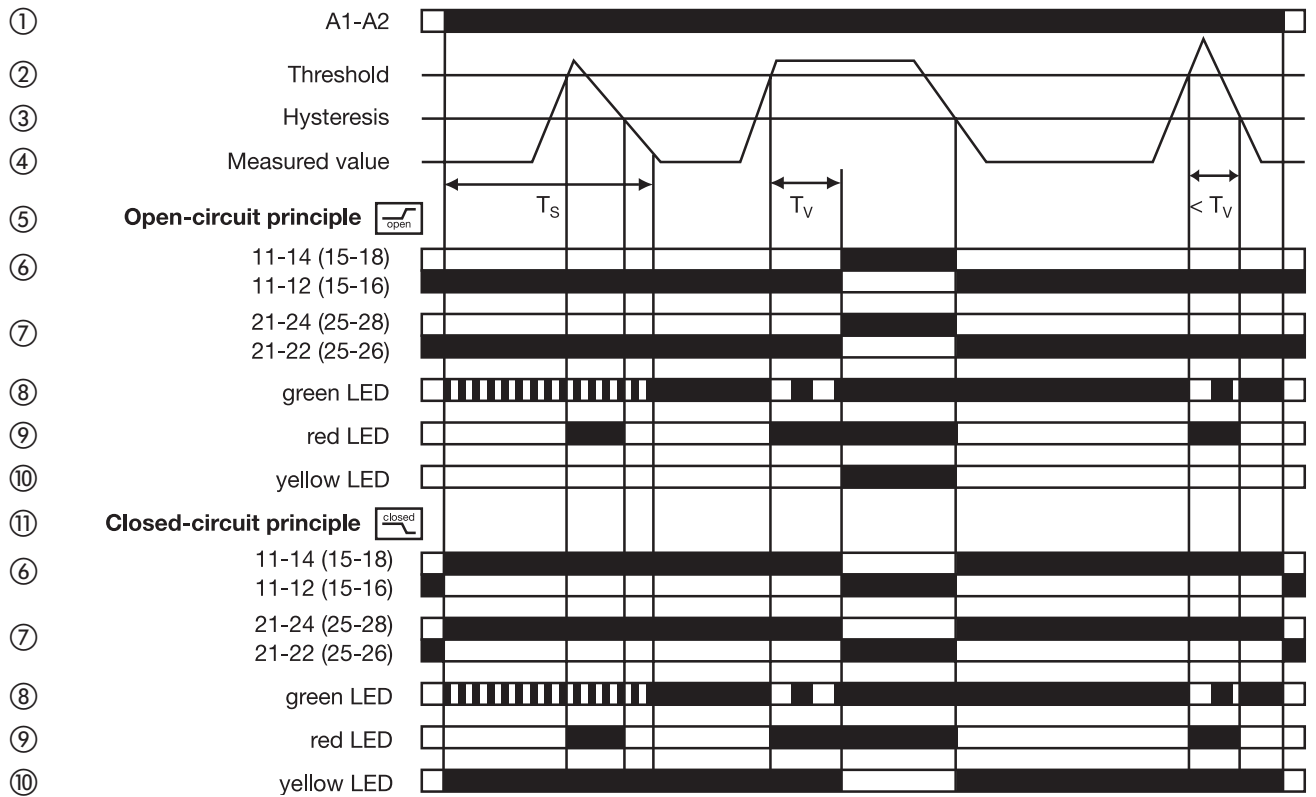 ① A1-A2
② Threshold
③ Hysteresis
④ Measured value
T_S T_V < T_V
⑤ Open-circuit principle open
⑥ 11-14 (15-18)
11-12 (15-16)
⑦ 21-24 (25-28)
21-22 (25-26)
⑧ green LED
⑨ red LED
⑩ yellow LED
⑪ Closed-circuit principle closed
⑥ 11-14 (15-18)
11-12 (15-16)
⑦ 21-24 (25-28)
21-22 (25-26)
⑧ green LED
⑨ red LED
⑩ yellow LED